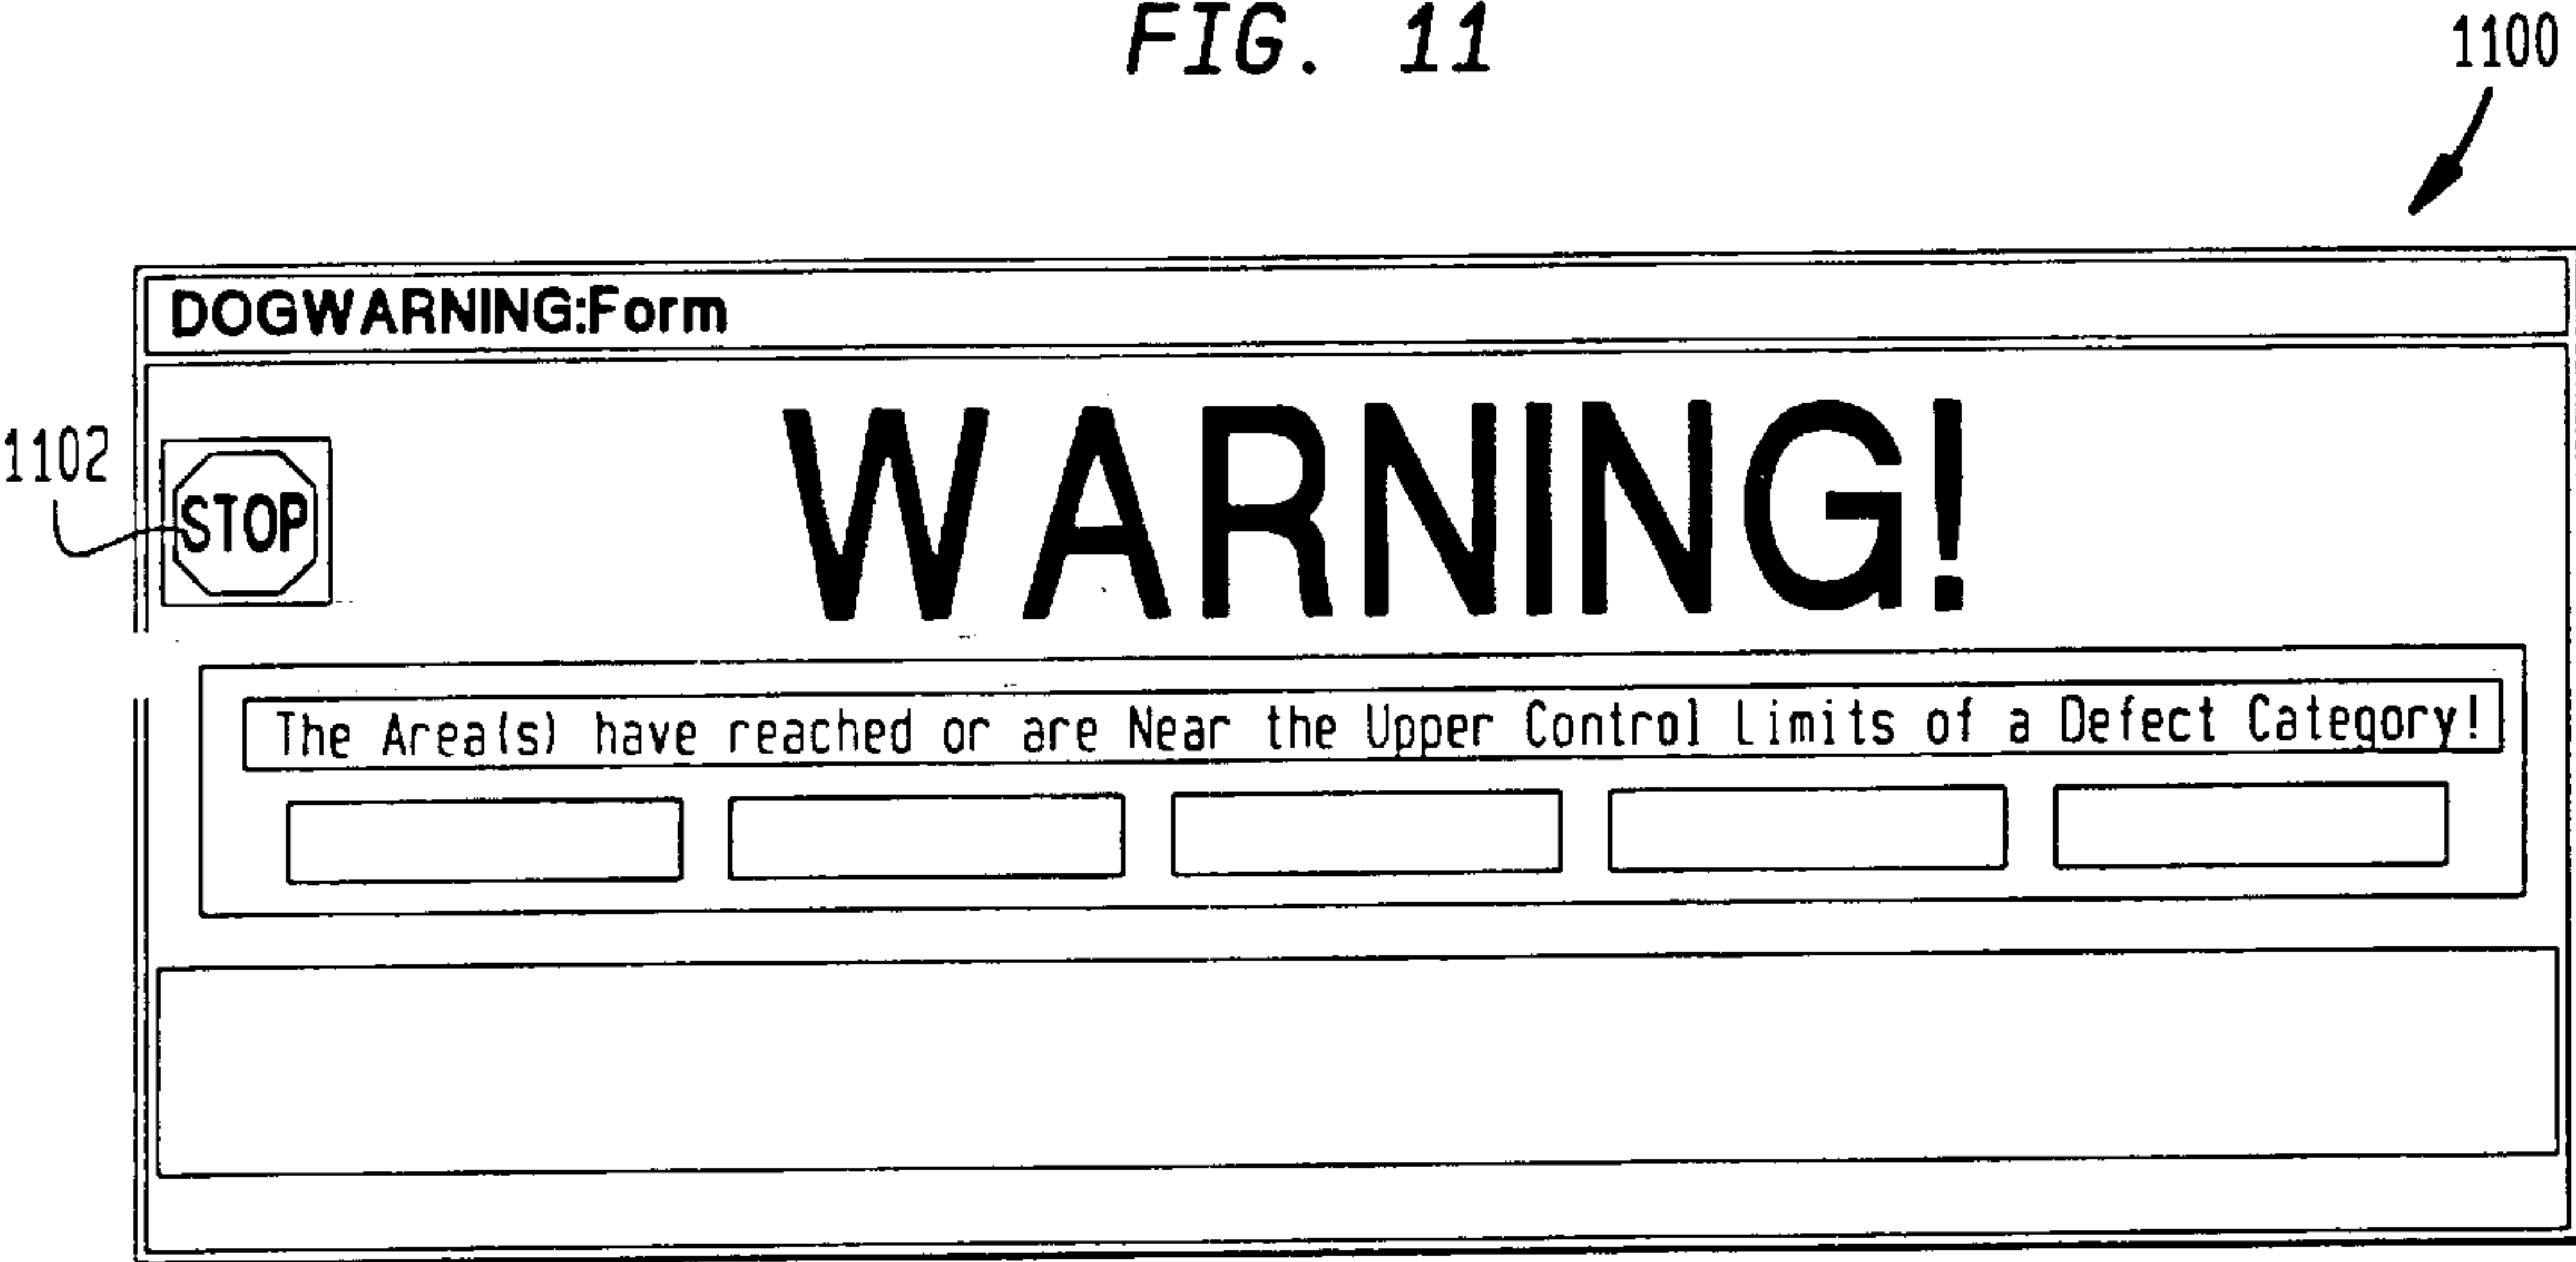 FIG. 11
1100
DOGWARNING:Form
1102
STOP
WARNING!
The Area(s) have reached or are Near the Upper Control Limits of a Defect Category!